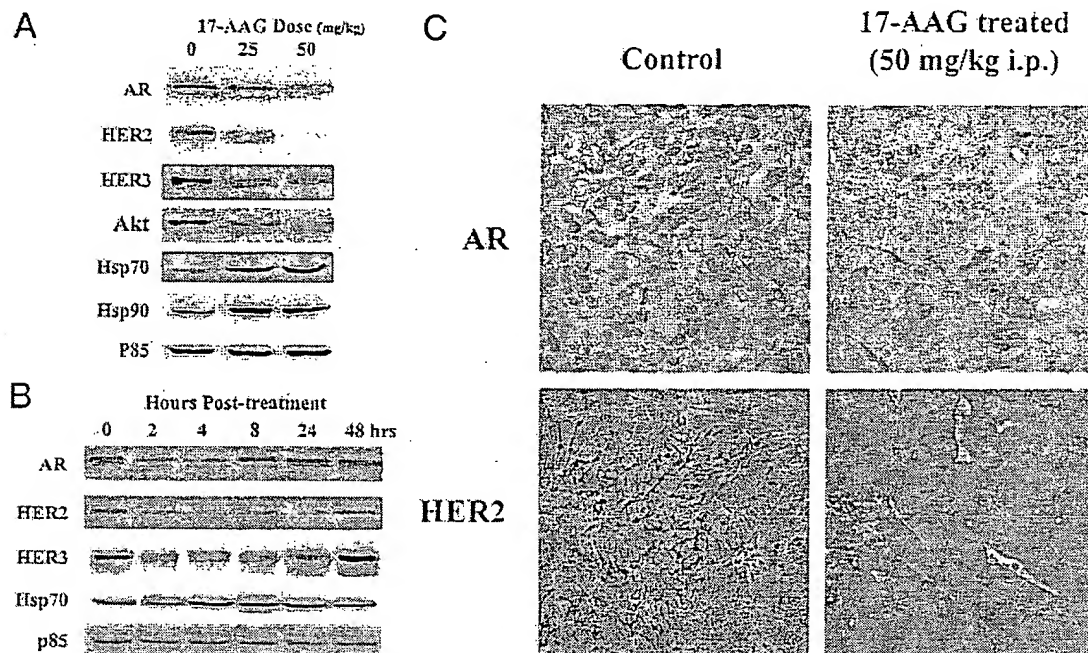 A
17-AAG Dose (mg/kg)
0 25 50
AR
HER2
HER3
Akt
Hsp70
Hsp90
P85
B
Hours Post-treatment
0 2 4 8 24 48 hrs
AR
HER2
HER3
Hsp70
p85
C
Control
17-AAG treated
(50 mg/kg i.p.)
AR
HER2